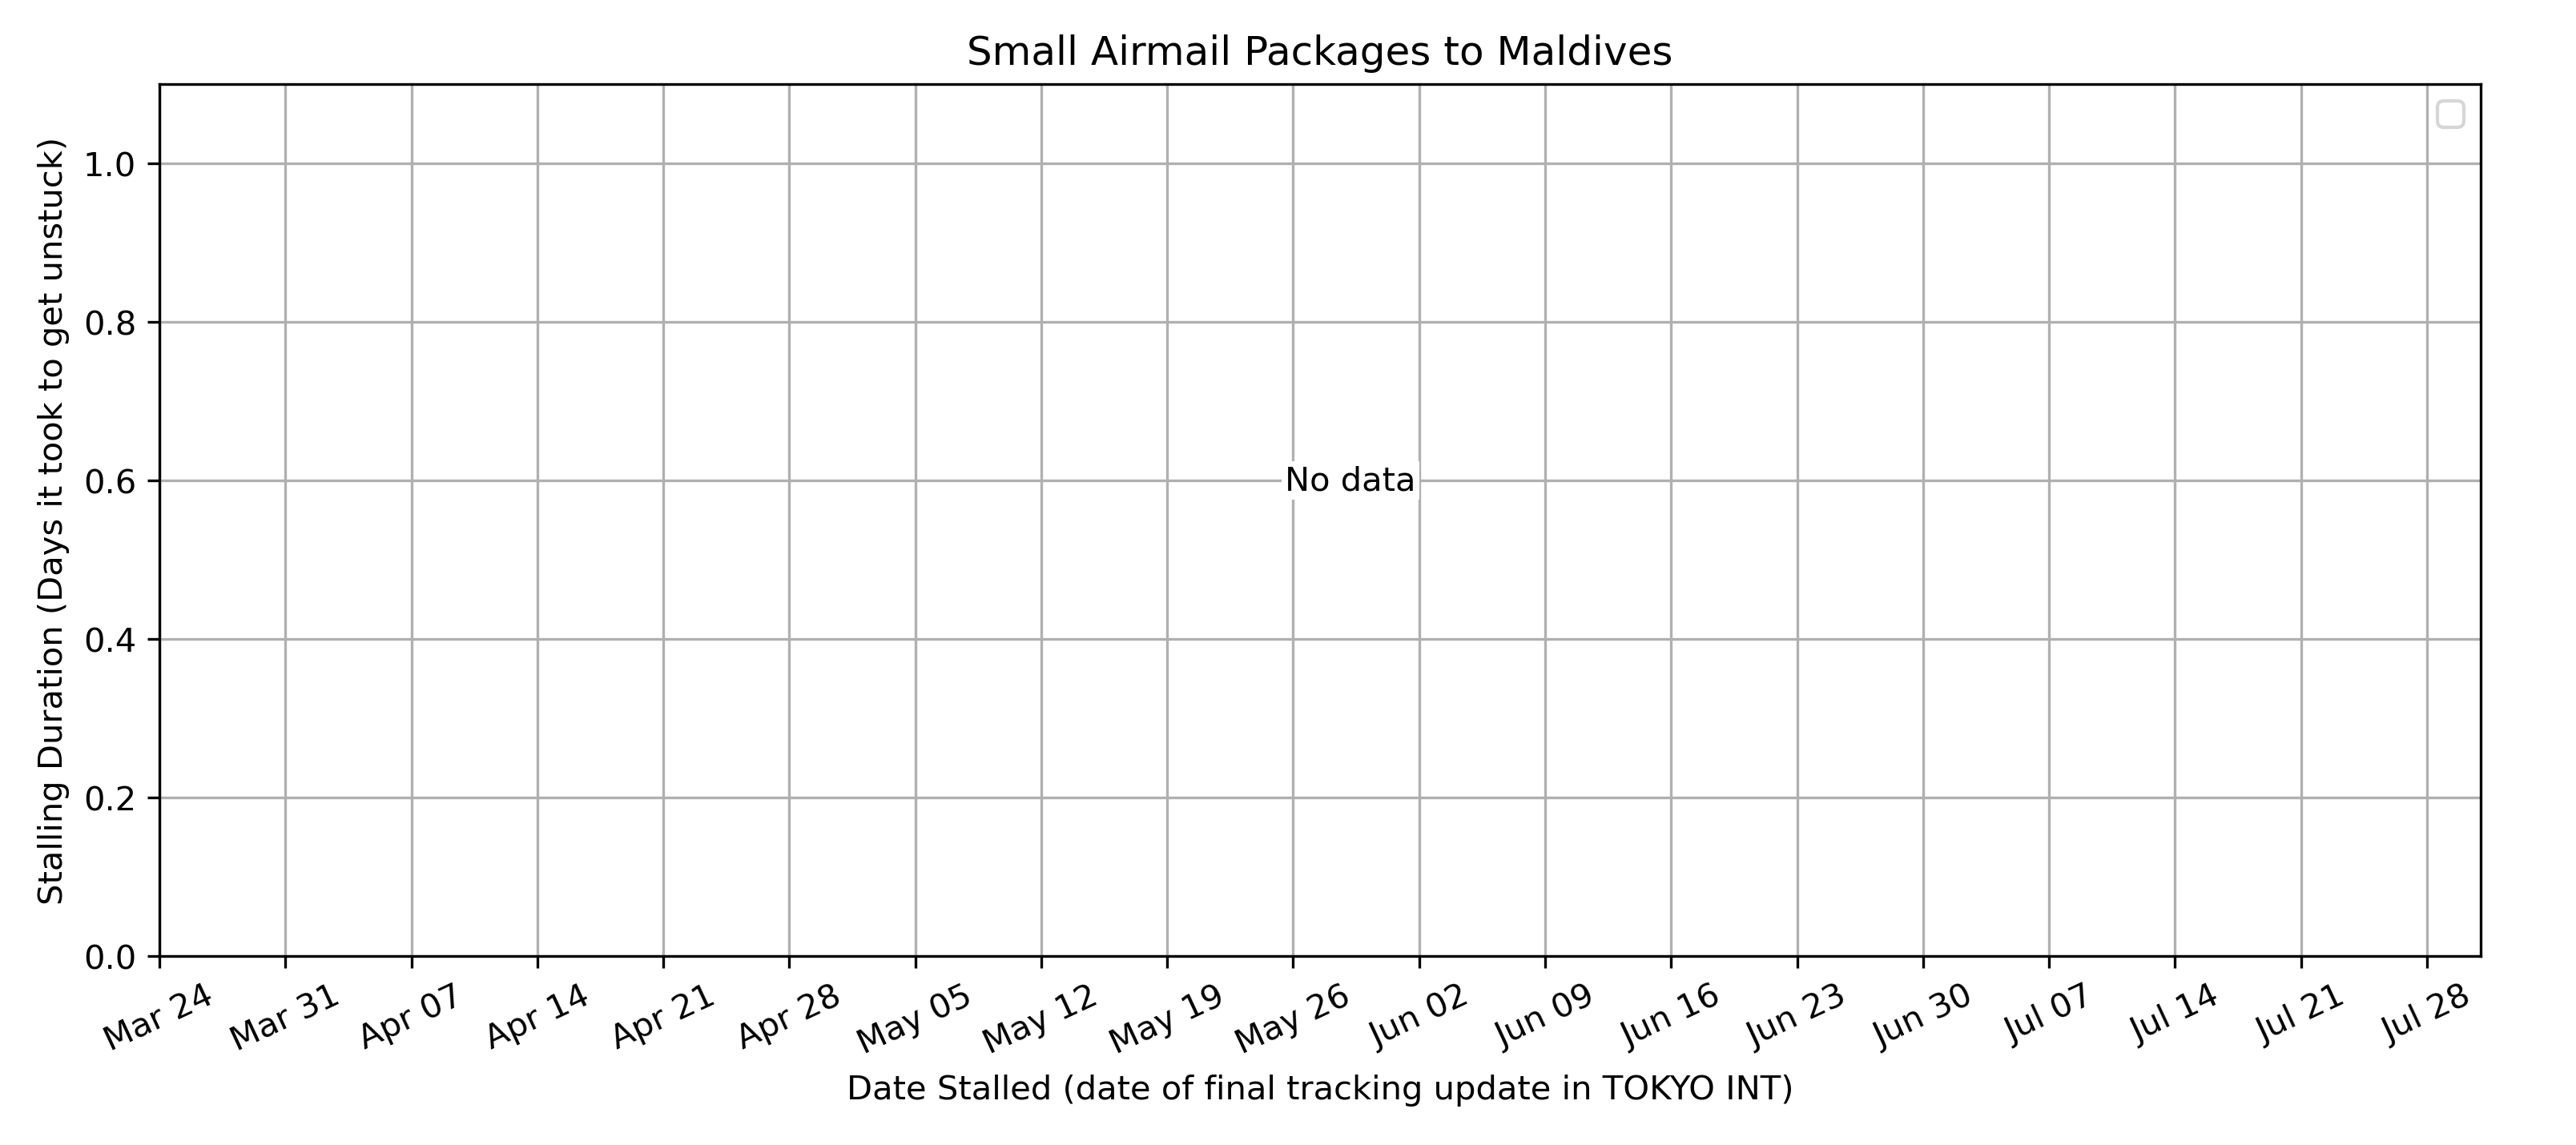 Small Airmail Packages to Maldives
Stalling Duration (Days it took to get unstuck)
1.0
0.8
0.6
0.4
0.2
0.0
No data
Mar 24
Mar 31
Apr 07
Apr 14
Apr 21
Apr 28
May 05
May 12
May 19
May 26
Jun 02
Jun 09
Jun 16
Jun 23
Jun 30
Jul 07
Jul 14
Jul 21
Jul 28
Date Stalled (date of final tracking update in TOKYO INT)